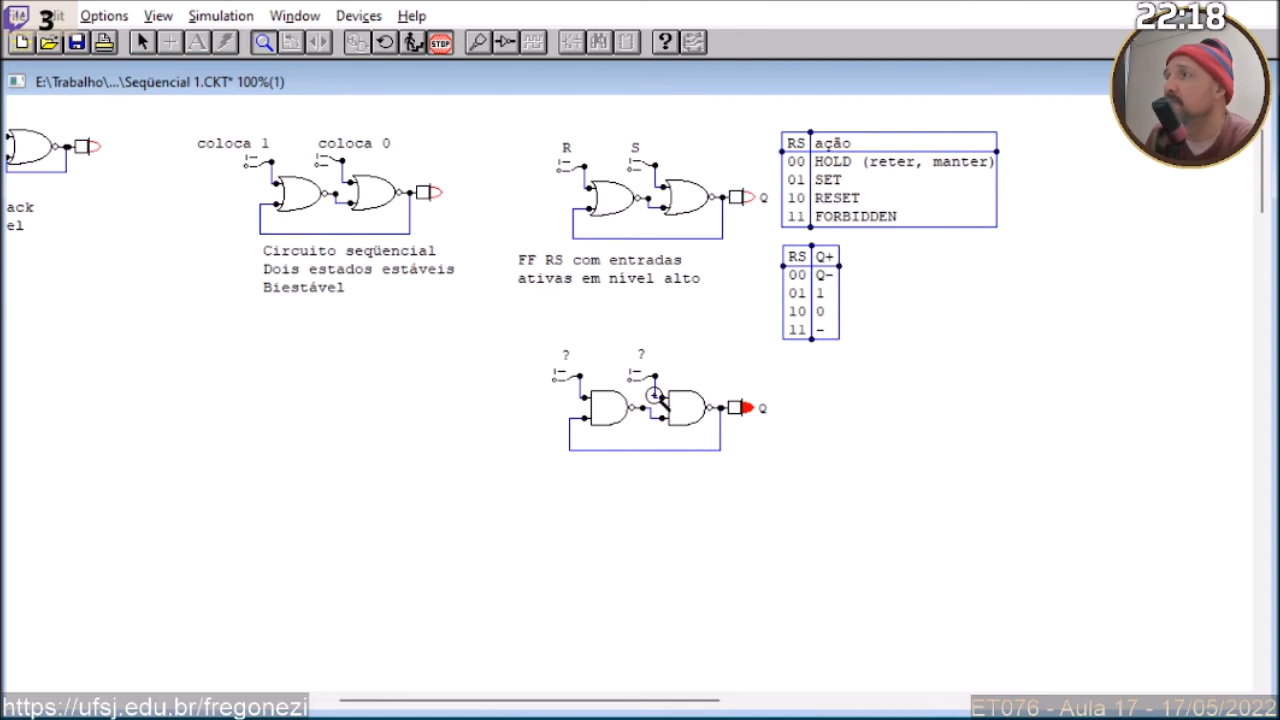 3
22:18
Options View Simulation Window Devices Help
STOP
E:\Trabalho\...\Seqüencial 1.CKT* 100%(1)
coloca 1
coloca 0
ack
el
Circuito seqüencial
Dois estados estáveis
Biestável
R
S
Q
FF RS com entradas
ativas em nível alto
RS ação
00 HOLD (reter, manter)
01 SET
10 RESET
11 FORBIDDEN
RS Q+
00 Q-
01 1
10 0
11 -
?
?
Q
https://ufsj.edu.br/fregonezi
ET076 - Aula 17 - 17/05/2022